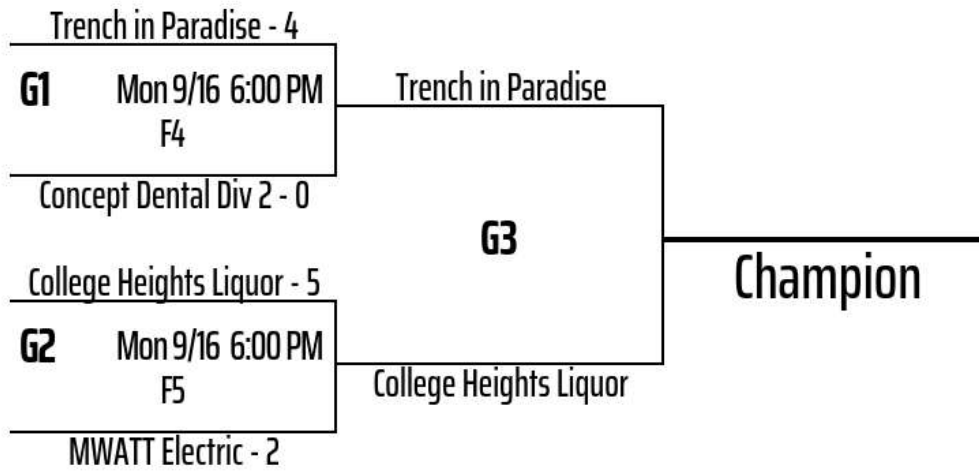 Trench in Paradise - 4
G1 Mon 9/16 6:00 PM
F4
Concept Dental Div 2 - 0
Trench in Paradise
G3
Champion
College Heights Liquor - 5
G2 Mon 9/16 6:00 PM
F5
College Heights Liquor
MWATT Electric - 2